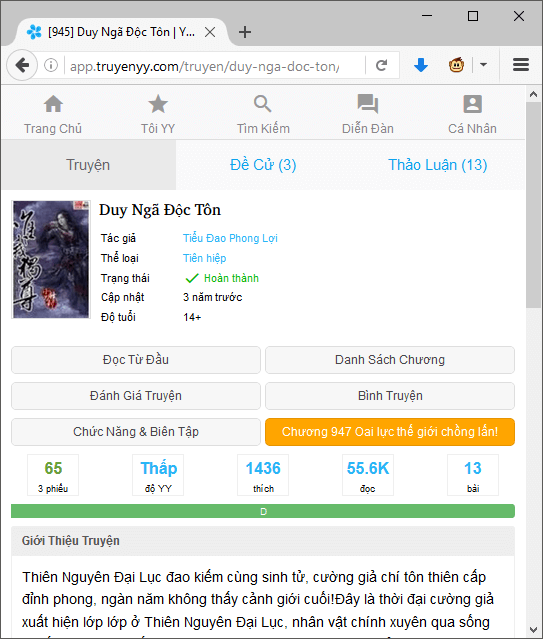 [945] Duy Ngã Độc Tôn | Y...
app.truyenyy.com/truyen/duy-nga-doc-ton/
Trang Chủ
Tôi YY
Tìm Kiếm
Diễn Đàn
Cá Nhân
Truyện
Đề Cử (3)
Thảo Luận (13)
Duy Ngã Độc Tôn
Tác giả Tiểu Đao Phong Lợi
Thể loại Tiên hiệp
Trạng thái Hoàn thành
Cập nhật 3 năm trước
Độ tuổi 14+
Đọc Từ Đầu
Danh Sách Chương
Đánh Giá Truyện
Bình Truyện
Chức Năng & Biên Tập
Chương 947 Oai lực thế giới chồng lấn!
65
3 phiếu
Thấp
độ YY
1436
thích
55.6K
đọc
13
bài
D
Giới Thiệu Truyện
Thiên Nguyên Đại Lục đao kiếm cùng sinh tử, cường giả chí tôn thiên cấp
đỉnh phong, ngàn năm không thấy cảnh giới cuối!Đây là thời đại cường giả
xuất hiện lớp lớp ở Thiên Nguyên Đại Lục, nhân vật chính xuyên qua sống